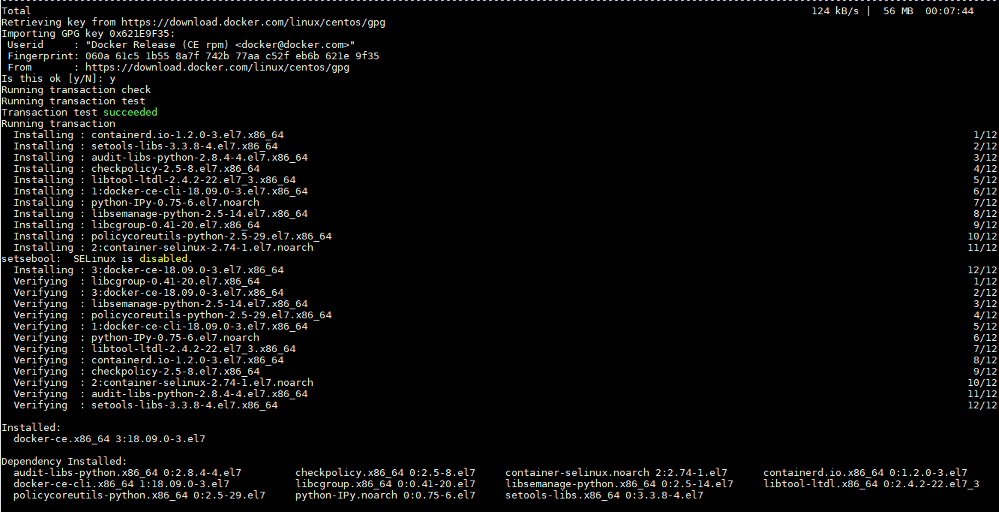 Total 124 kB/s | 56 MB 00:07:44
Retrieving key from https://download.docker.com/linux/centos/gpg
Importing GPG key 0x621E9F35:
Userid : "Docker Release (CE rpm) <docker@docker.com>"
Fingerprint: 060a 61c5 1b55 8a7f 742b 77aa c52f eb6b 621e 9f35
From : https://download.docker.com/linux/centos/gpg
Is this ok [y/N]: y
Running transaction check
Running transaction test
Transaction test succeeded
Running transaction
Installing : containerd.io-1.2.0-3.el7.x86_64 1/12
Installing : setools-libs-3.3.8-4.el7.x86_64 2/12
Installing : audit-libs-python-2.8.4-4.el7.x86_64 3/12
Installing : checkpolicy-2.5-8.el7.x86_64 4/12
Installing : libtool-ltdl-2.4.2-22.el7_3.x86_64 5/12
Installing : 1:docker-ce-cli-18.09.0-3.el7.x86_64 6/12
Installing : python-IPy-0.75-6.el7.noarch 7/12
Installing : libsemanage-python-2.5-14.el7.x86_64 8/12
Installing : libcgroup-0.41-20.el7.x86_64 9/12
Installing : policycoreutils-python-2.5-29.el7.x86_64 10/12
Installing : 2:container-selinux-2.74-1.el7.noarch 11/12
setsebool: SELinux is disabled.
Installing : 3:docker-ce-18.09.0-3.el7.x86_64 12/12
Verifying : libcgroup-0.41-20.el7.x86_64 1/12
Verifying : 3:docker-ce-18.09.0-3.el7.x86_64 2/12
Verifying : libsemanage-python-2.5-14.el7.x86_64 3/12
Verifying : policycoreutils-python-2.5-29.el7.x86_64 4/12
Verifying : 1:docker-ce-cli-18.09.0-3.el7.x86_64 5/12
Verifying : python-IPy-0.75-6.el7.noarch 6/12
Verifying : libtool-ltdl-2.4.2-22.el7_3.x86_64 7/12
Verifying : containerd.io-1.2.0-3.el7.x86_64 8/12
Verifying : checkpolicy-2.5-8.el7.x86_64 9/12
Verifying : 2:container-selinux-2.74-1.el7.noarch 10/12
Verifying : audit-libs-python-2.8.4-4.el7.x86_64 11/12
Verifying : setools-libs-3.3.8-4.el7.x86_64 12/12
Installed:
docker-ce.x86_64 3:18.09.0-3.el7
Dependency Installed:
audit-libs-python.x86_64 0:2.8.4-4.el7 checkpolicy.x86_64 0:2.5-8.el7 container-selinux.noarch 2:2.74-1.el7 containerd.io.x86_64 0:1.2.0-3.el7
docker-ce-cli.x86_64 1:18.09.0-3.el7 libcgroup.x86_64 0:0.41-20.el7 libsemanage-python.x86_64 0:2.5-14.el7 libtool-ltdl.x86_64 0:2.4.2-22.el7_3
policycoreutils-python.x86_64 0:2.5-29.el7 python-IPy.noarch 0:0.75-6.el7 setools-libs.x86_64 0:3.3.8-4.el7